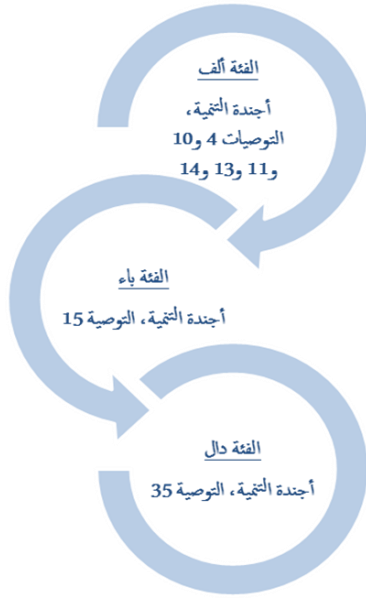 الفئة ألف
أجندة التنمية،
التوصيات 4 و10
و11 و13 و14
الفئة باء
أجندة التنمية، التوصية 15
الفئة دال
أجندة التنمية، التوصية 35